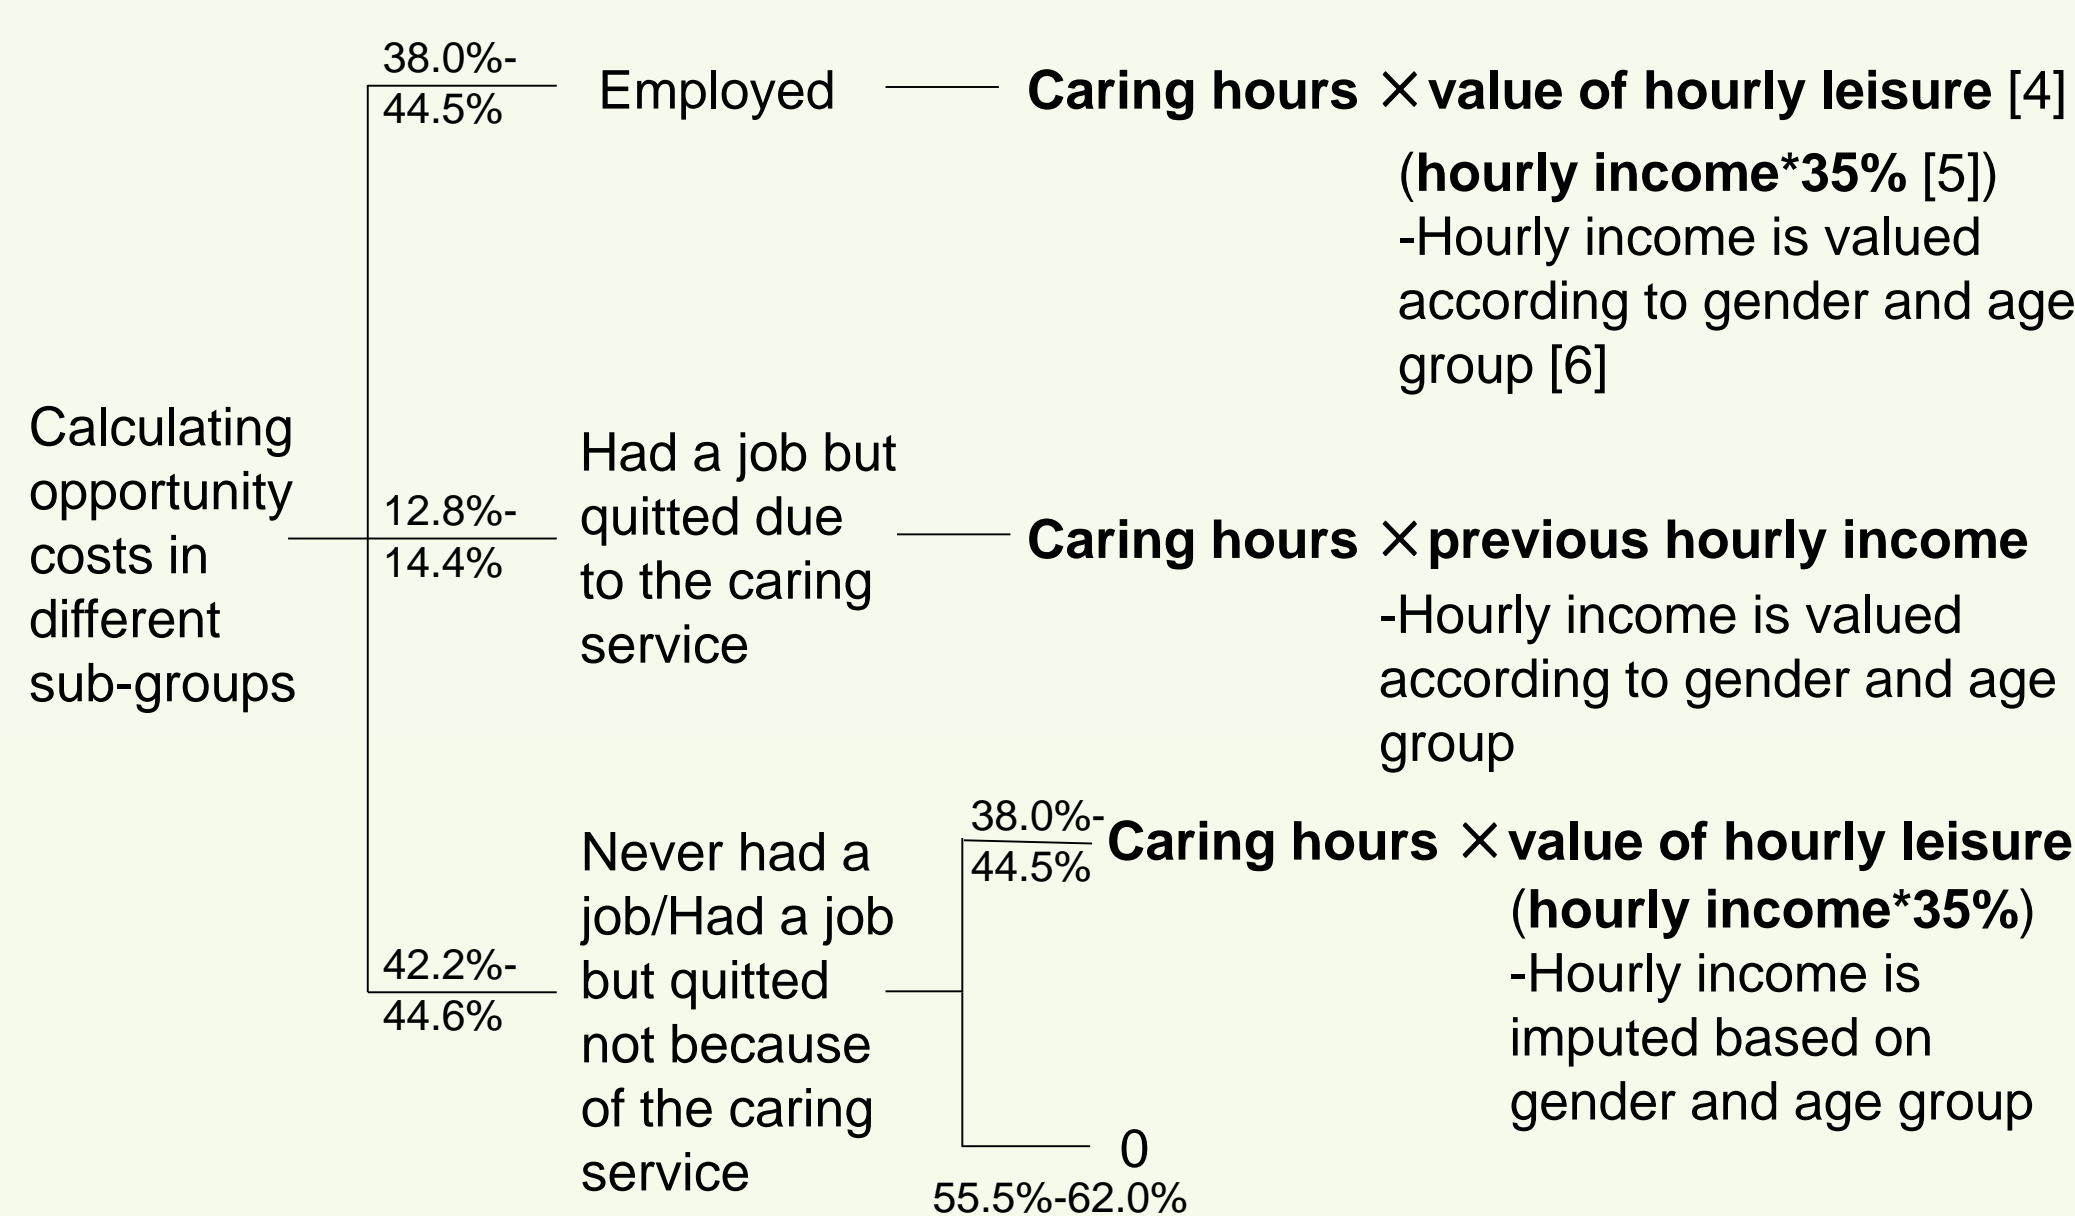 Calculating
opportunity
costs in
different
sub-groups
38.0%-
44.5%
Employed
Caring hours ×value of hourly leisure [4]
(hourly income*35% [5])
-Hourly income is valued
according to gender and age
group [6]
12.8%-
14.4%
Had a job but
quitted due
to the caring
service
Caring hours ×previous hourly income
-Hourly income is valued
according to gender and age
group
42.2%-
44.6%
Never had a
job/Had a job
but quitted
not because
of the caring
service
38.0%-
44.5%
Caring hours ×value of hourly leisure
(hourly income*35%)
-Hourly income is
imputed based on
gender and age group
0
55.5%-62.0%